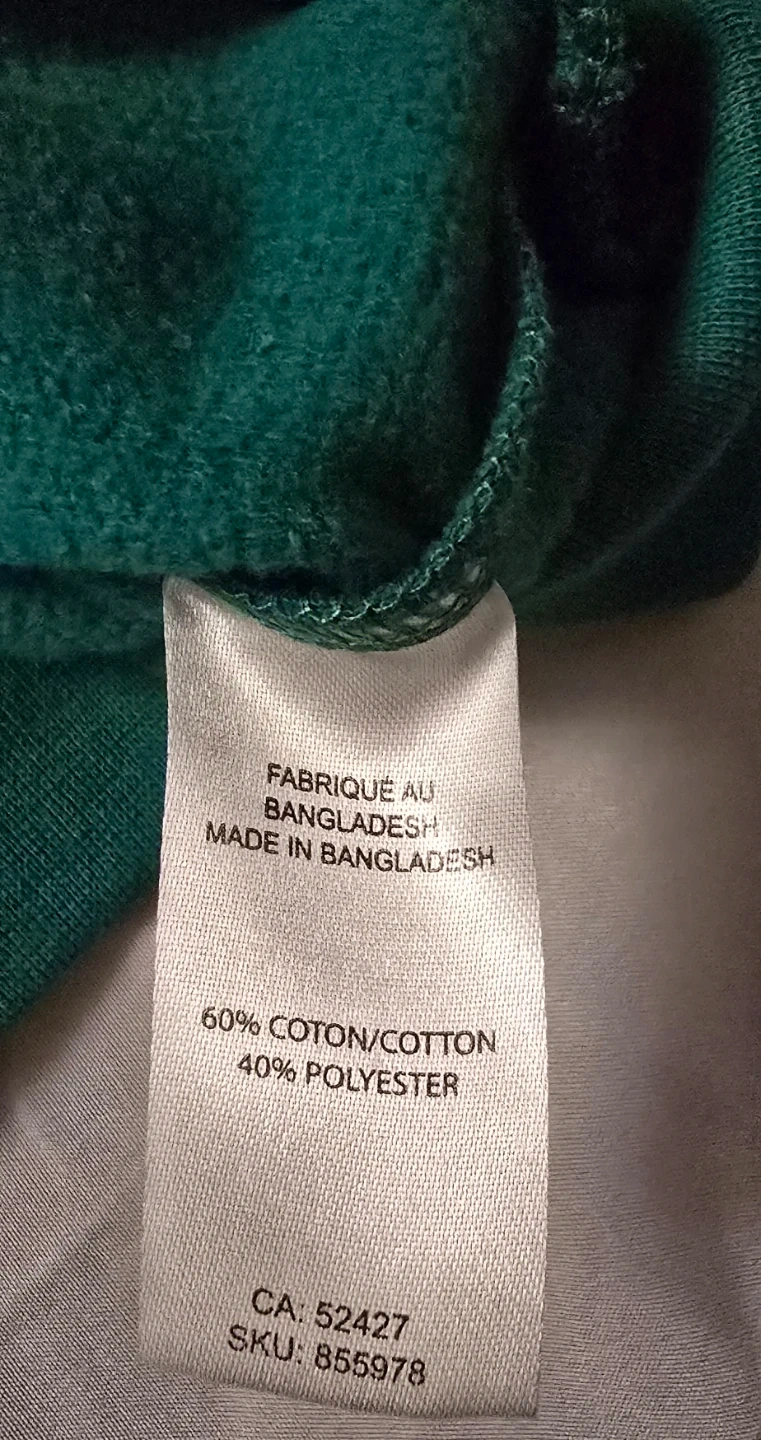 FABRIQUÉ AU
BANGLADESH
MADE IN BANGLADESH
60% COTON/COTTON
40% POLYESTER
CA: 52427
SKU: 855978